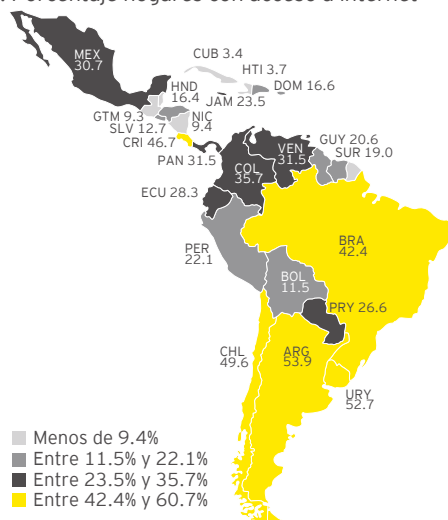 Porcentaje hogares con acceso a Internet
MEX
30.7
CUB 3.4
HTI 3.7
DOM 16.6
HND
16.4
JAM 23.5
GTM 9.3
NIC
9.4
SLV 12.7
CRI 46.7
PAN 31.5
VEN
31.5
GUY 20.6
SUR 19.0
COL
35.7
ECU 28.3
PER
22.1
BRA
42.4
BOL
11.5
PRY 26.6
CHL
49.6
ARG
53.9
URY
52.7
Menos de 9.4%
Entre 11.5% y 22.1%
Entre 23.5% y 35.7%
Entre 42.4% y 60.7%